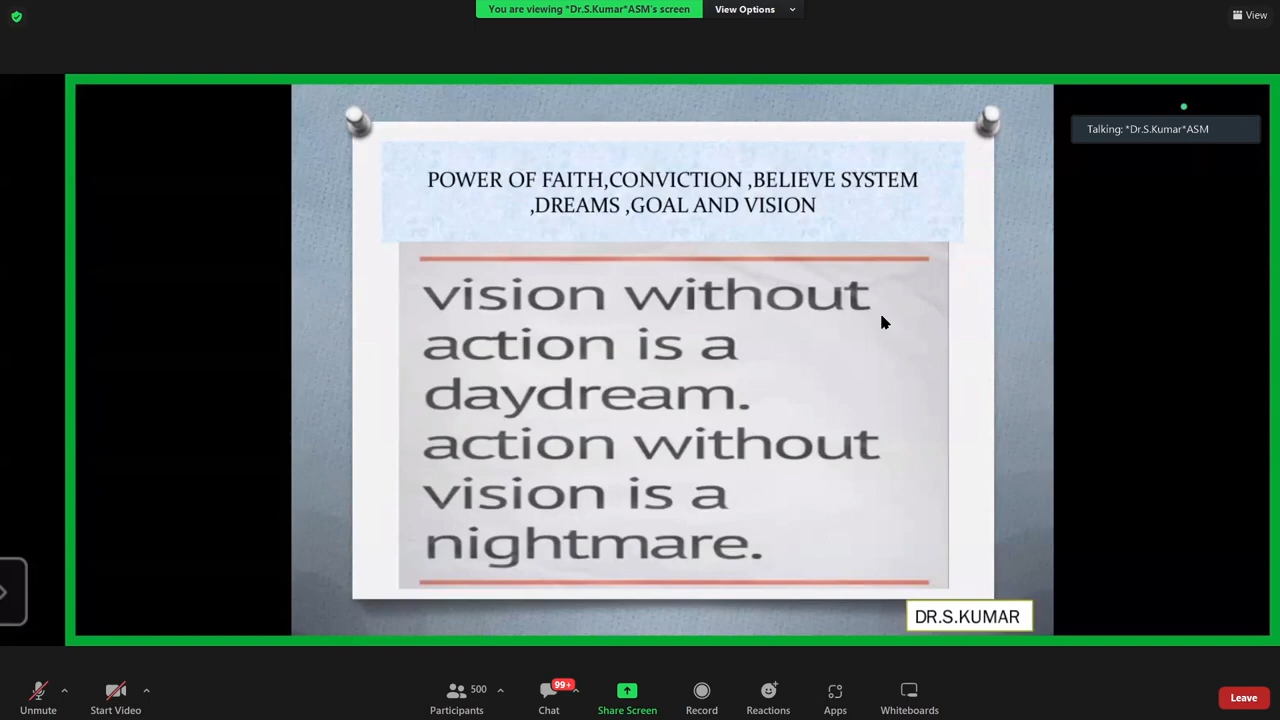 You are viewing *Dr.S.Kumar*ASM's screen
View Options
View
Talking: *Dr.S.Kumar*ASM
POWER OF FAITH,CONVICTION ,BELIEVE SYSTEM
,DREAMS ,GOAL AND VISION
vision without
action is a
daydream.
action without
vision is a
nightmare.
DR.S.KUMAR
Unmute
Start Video
500
Participants
99+
Chat
Share Screen
Record
Reactions
Apps
Whiteboards
Leave